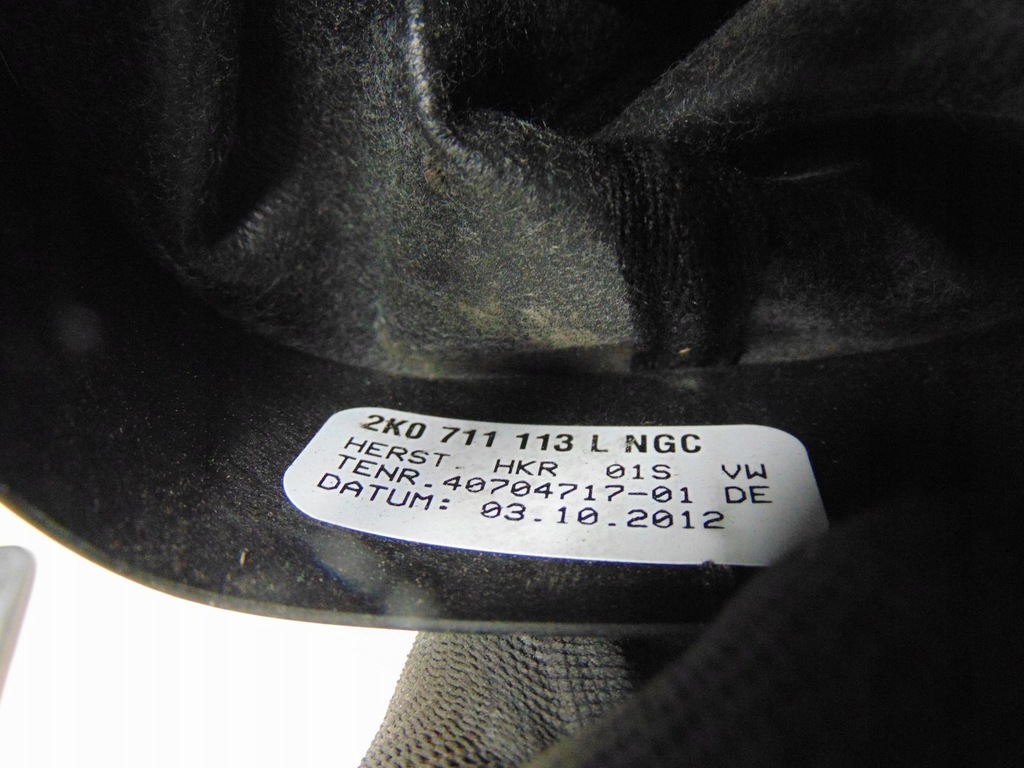 2K0 711 113 L NGC
HERST. HKR 01S VW
TENR.40704717-01 DE
DATUM: 03.10.2012